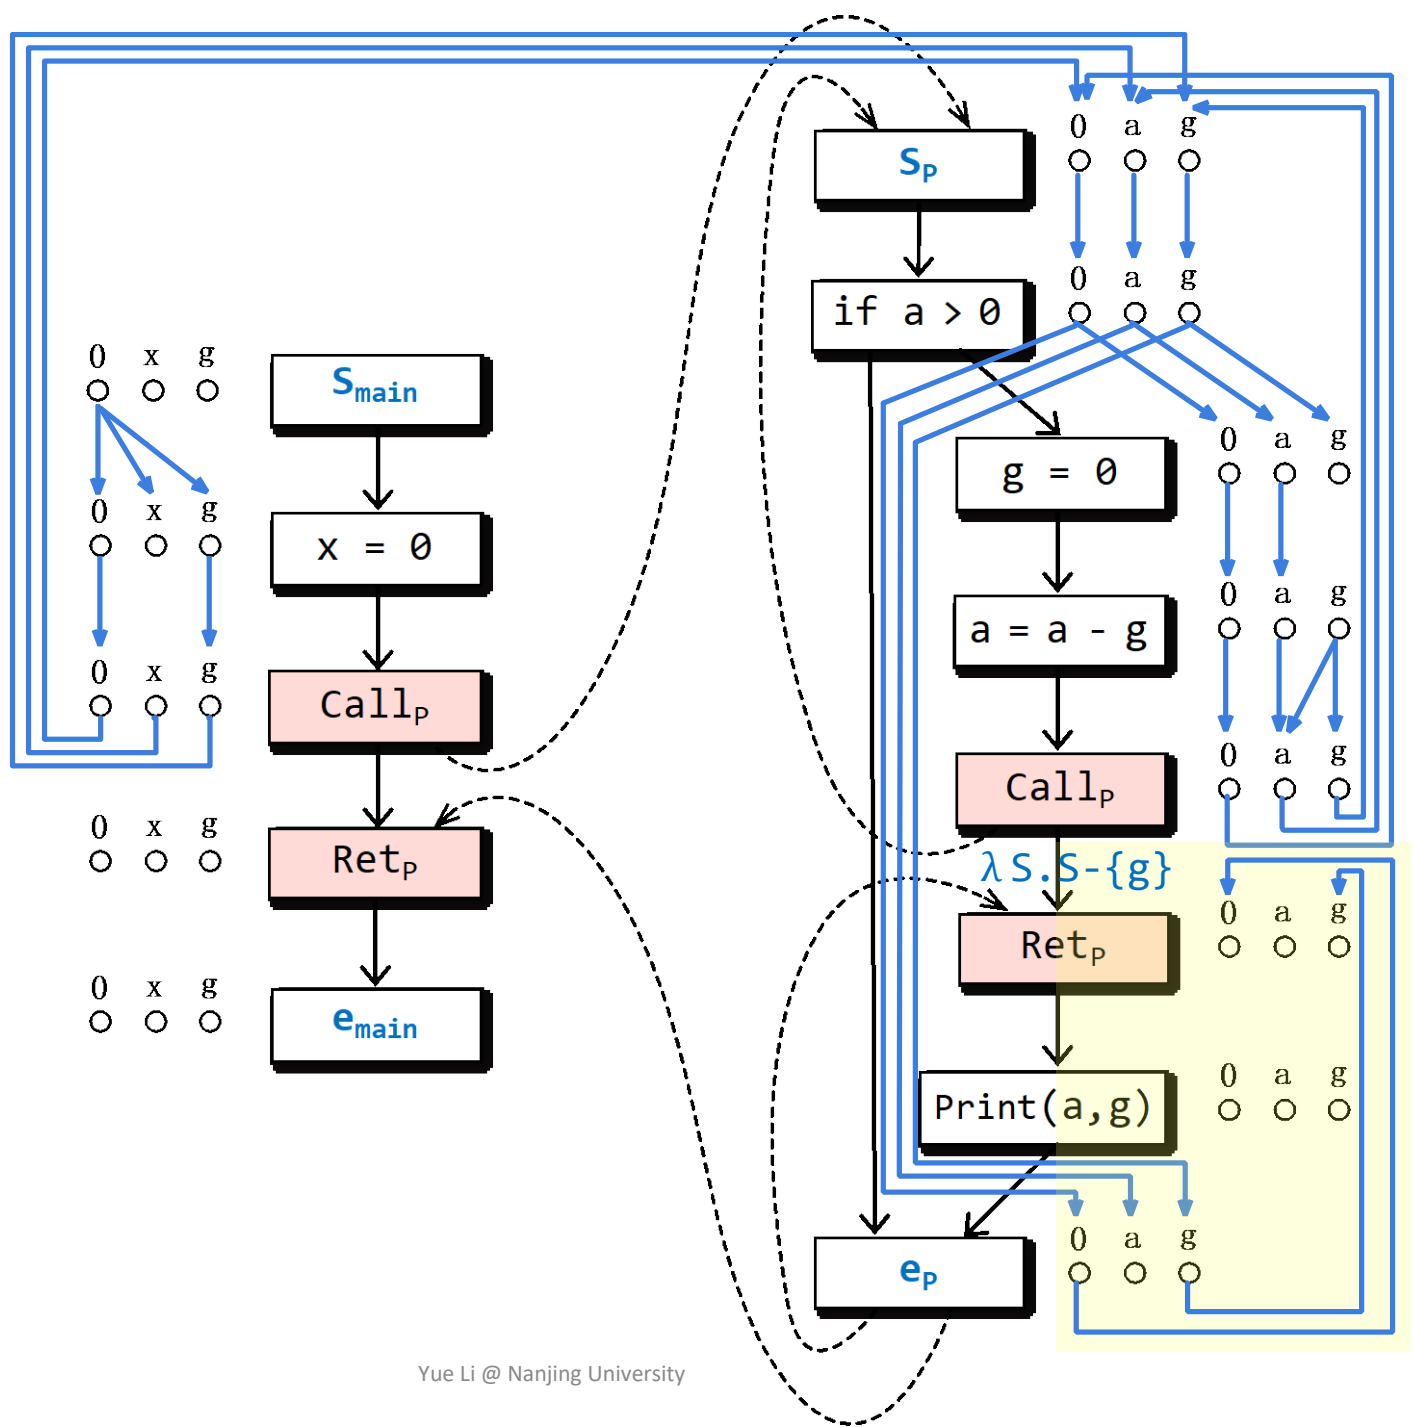 0 a g
S_P
0 a g
if a > 0
0 x g
S_main
0 a g
g = 0
0 x g
x = 0
0 a g
a = a - g
0 x g
Call_P
0 a g
Call_P
0 x g
Ret_P
λ S.S-{g}
0 a g
Ret_P
0 x g
e_main
0 a g
Print(a,g)
0 a g
e_P
Yue Li @ Nanjing University